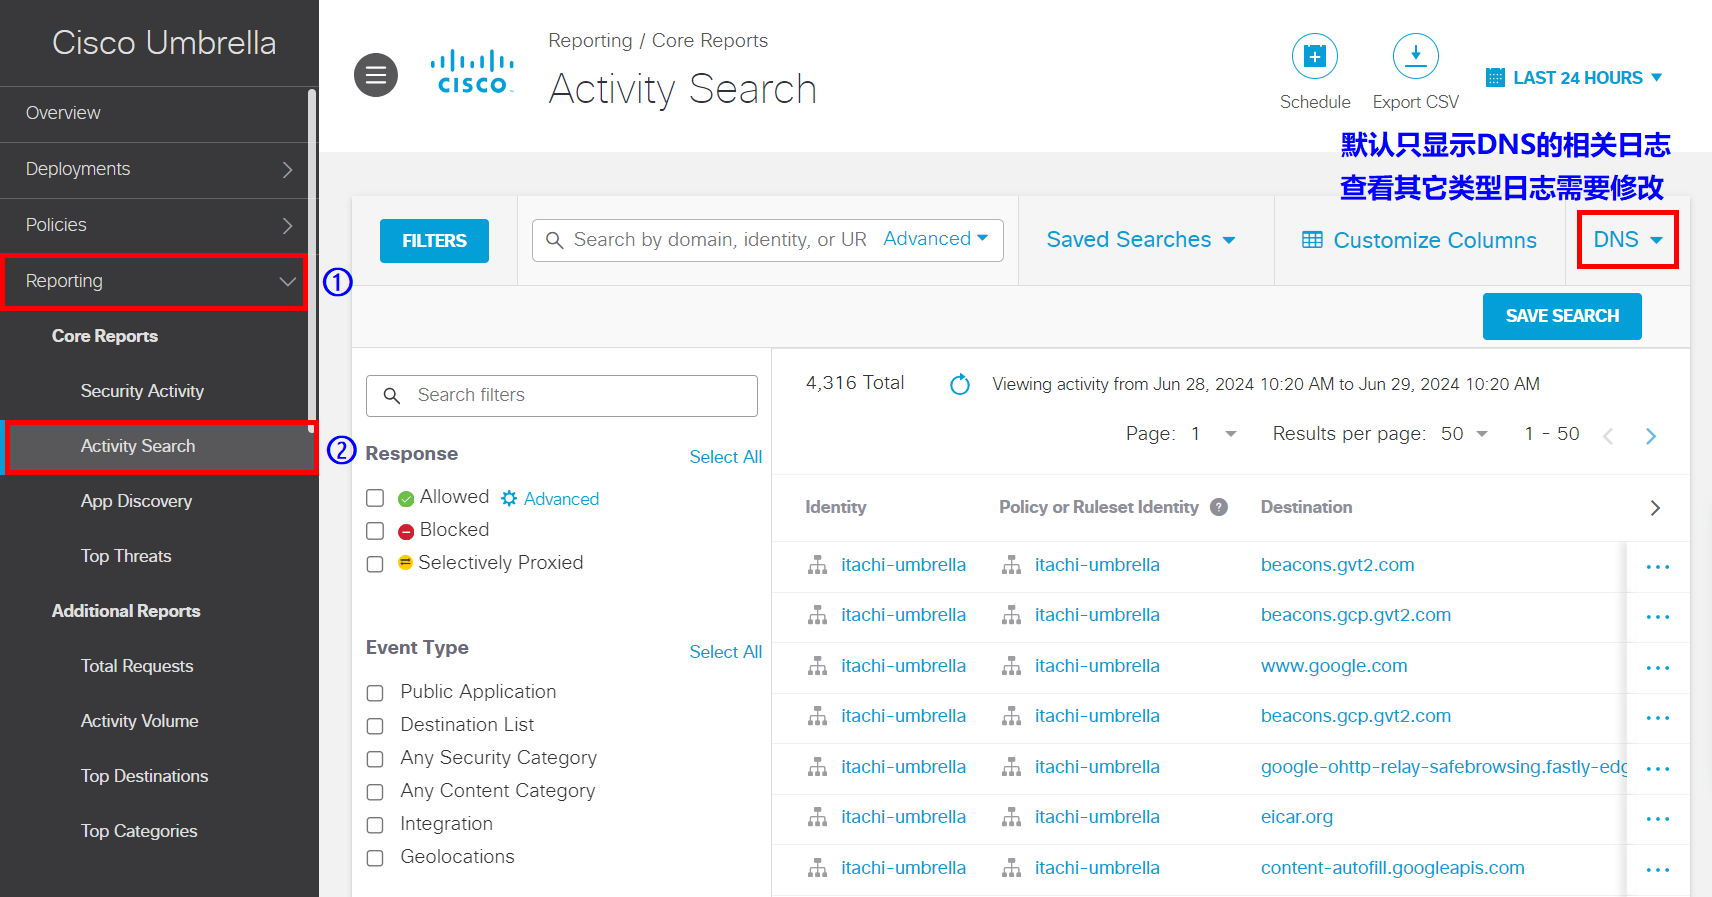 Cisco Umbrella
Overview
Deployments
Policies
Reporting
①
Core Reports
Security Activity
Activity Search
②
App Discovery
Top Threats
Additional Reports
Total Requests
Activity Volume
Top Destinations
Top Categories
CISCO
Reporting / Core Reports
Activity Search
Schedule
Export CSV
LAST 24 HOURS
默认只显示DNS的相关日志
查看其它类型日志需要修改
FILTERS
Search by domain, identity, or UR
Advanced
Saved Searches
Customize Columns
DNS
SAVE SEARCH
Search filters
Response
Select All
Allowed
Advanced
Blocked
Selectively Proxied
Event Type
Select All
Public Application
Destination List
Any Security Category
Any Content Category
Integration
Geolocations
4,316 Total
Viewing activity from Jun 28, 2024 10:20 AM to Jun 29, 2024 10:20 AM
Page: 1 Results per page: 50 1 - 50
Identity Policy or Ruleset Identity ? Destination
itachi-umbrella itachi-umbrella beacons.gvt2.com
itachi-umbrella itachi-umbrella beacons.gcp.gvt2.com
itachi-umbrella itachi-umbrella www.google.com
itachi-umbrella itachi-umbrella beacons.gcp.gvt2.com
itachi-umbrella itachi-umbrella google-ohttp-relay-safebrowsing.fastly-edg
itachi-umbrella itachi-umbrella eicar.org
itachi-umbrella itachi-umbrella content-autofill.googleapis.com